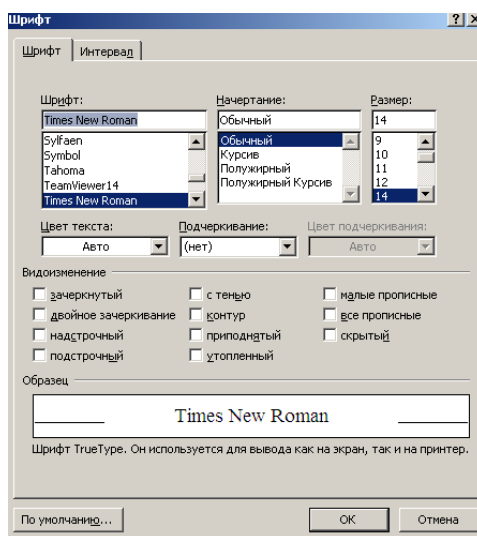 Шрифт
Шрифт Интервал
Шрифт: Начертание: Размер:
Times New Roman Обычный 14
Sylfaen Обычный 9
Symbol Курсив 10
Tahoma Полужирный 11
TeamViewer14 Полужирный Курсив 12
Times New Roman 14
Цвет текста: Подчеркивание: Цвет подчеркивания:
Авто (нет) Авто
Видоизменение
зачеркнутый с тенью малые прописные
двойное зачеркивание контур все прописные
надстрочный приподнятый скрытый
подстрочный утопленный
Образец
Times New Roman
Шрифт TrueType. Он используется для вывода как на экран, так и на принтер.
По умолчанию... ОК Отмена